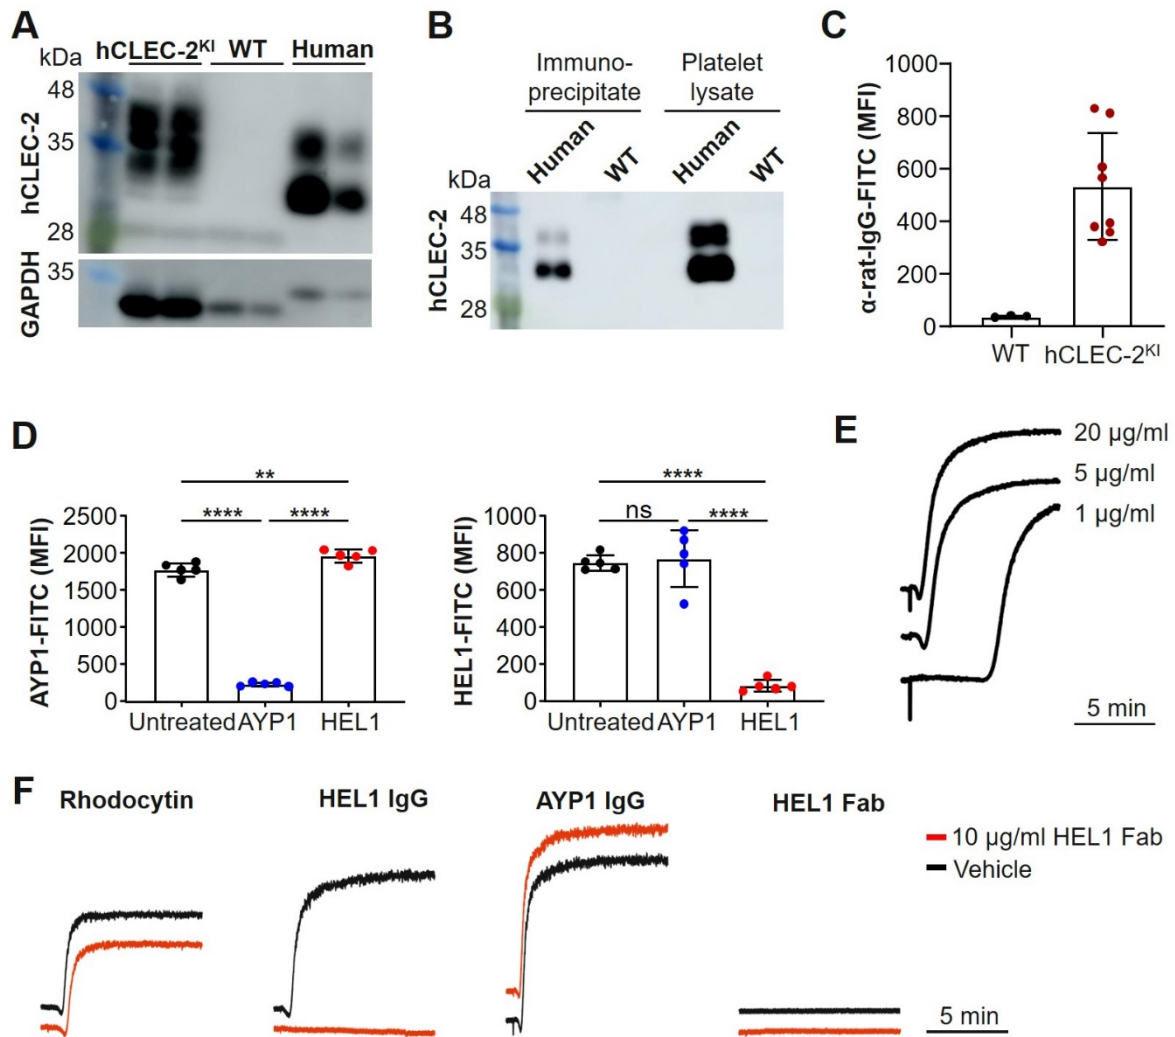 A
hCLEC-2KI WT Human
kDa
48
35
28
hCLEC-2
35
GAPDH
B
Immuno-
precipitate
Platelet
lysate
Human
WT
Human
WT
kDa
48
35
28
hCLEC-2
C
1000
800
600
400
200
0
α-rat-IgG-FITC (MFI)
WT hCLEC-2KI
D
**
**** ****
2500
2000
1500
1000
500
0
AYP1-FITC (MFI)
Untreated AYP1 HEL1
****
ns ****
1000
800
600
400
200
0
HEL1-FITC (MFI)
Untreated AYP1 HEL1
E
20 µg/ml
5 µg/ml
1 µg/ml
5 min
F
Rhodocytin
HEL1 IgG
AYP1 IgG
HEL1 Fab
10 µg/ml HEL1 Fab
Vehicle
5 min